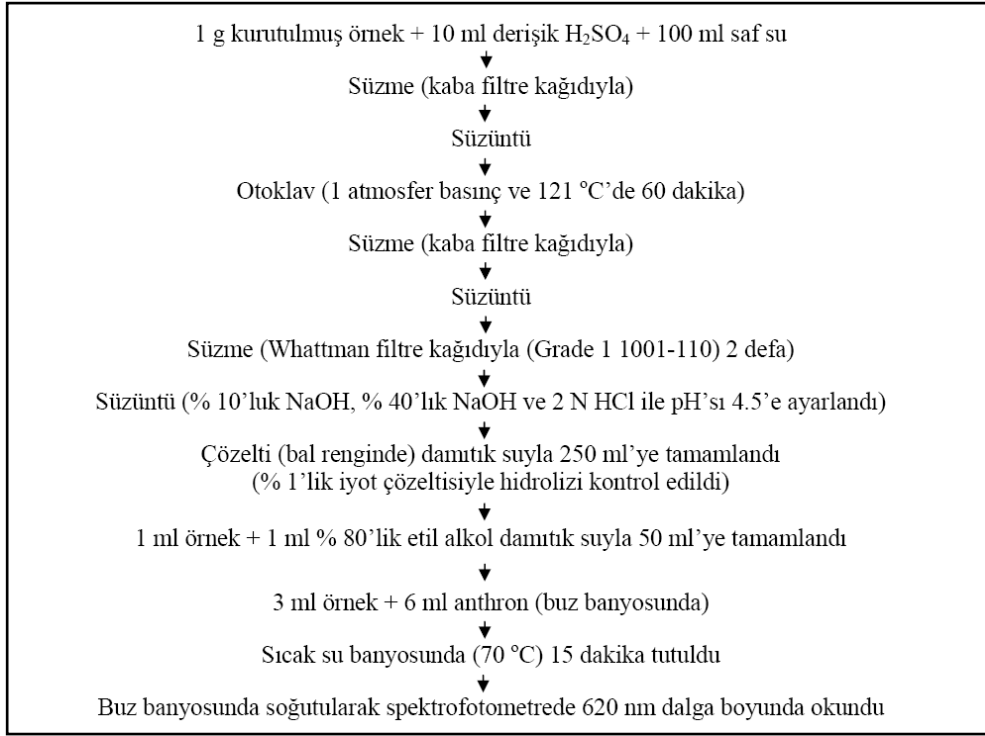 1 g kurutulmuş örnek + 10 ml derişik H₂SO₄ + 100 ml saf su
Süzme (kaba filtre kağıdıyla)
Süzüntü
Otoklav (1 atmosfer basınç ve 121 °C’de 60 dakika)
Süzme (kaba filtre kağıdıyla)
Süzüntü
Süzme (Whattman filtre kağıdıyla (Grade 1 1001-110) 2 defa)
Süzüntü (% 10’luk NaOH, % 40’lık NaOH ve 2 N HCl ile pH’sı 4.5’e ayarlandı)
Çözelti (bal renginde) damıtık suyla 250 ml’ye tamamlandı
(% 1’lik iyot çözeltisiyle hidrolizi kontrol edildi)
1 ml örnek + 1 ml % 80’lik etil alkol damıtık suyla 50 ml’ye tamamlandı
3 ml örnek + 6 ml anthron (buz banyosunda)
Sıcak su banyosunda (70 °C) 15 dakika tutuldu
Buz banyosunda soğutularak spektrofotometrede 620 nm dalga boyunda okundu